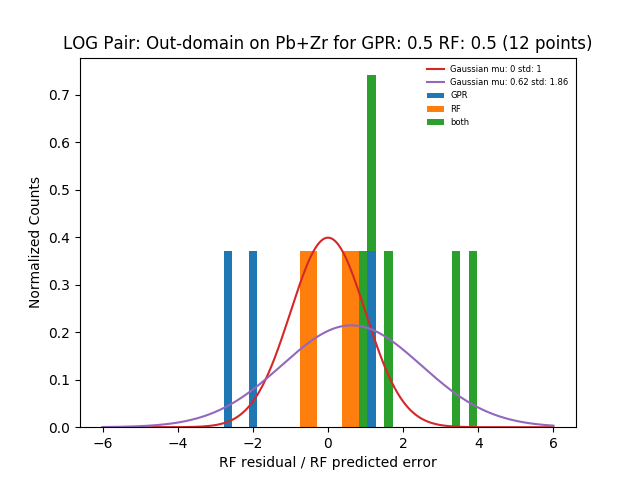 LOG Pair: Out-domain on Pb+Zr for GPR: 0.5 RF: 0.5 (12 points)
Gaussian mu: 0 std: 1
Gaussian mu: 0.62 std: 1.86
GPR
RF
both
Normalized Counts
0.7
0.6
0.5
0.4
0.3
0.2
0.1
0.0
−6 −4 −2 0 2 4 6
RF residual / RF predicted error